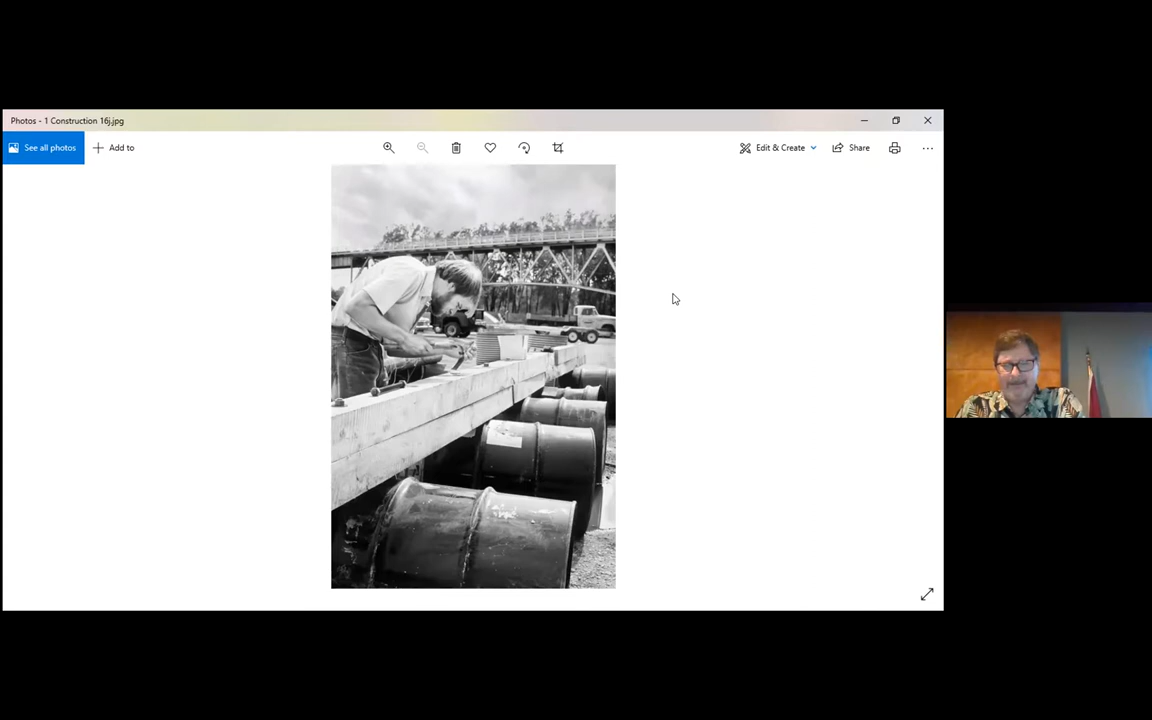 Photos - 1 Construction 16j.jpg
See all photos
Add to
Edit & Create
Share